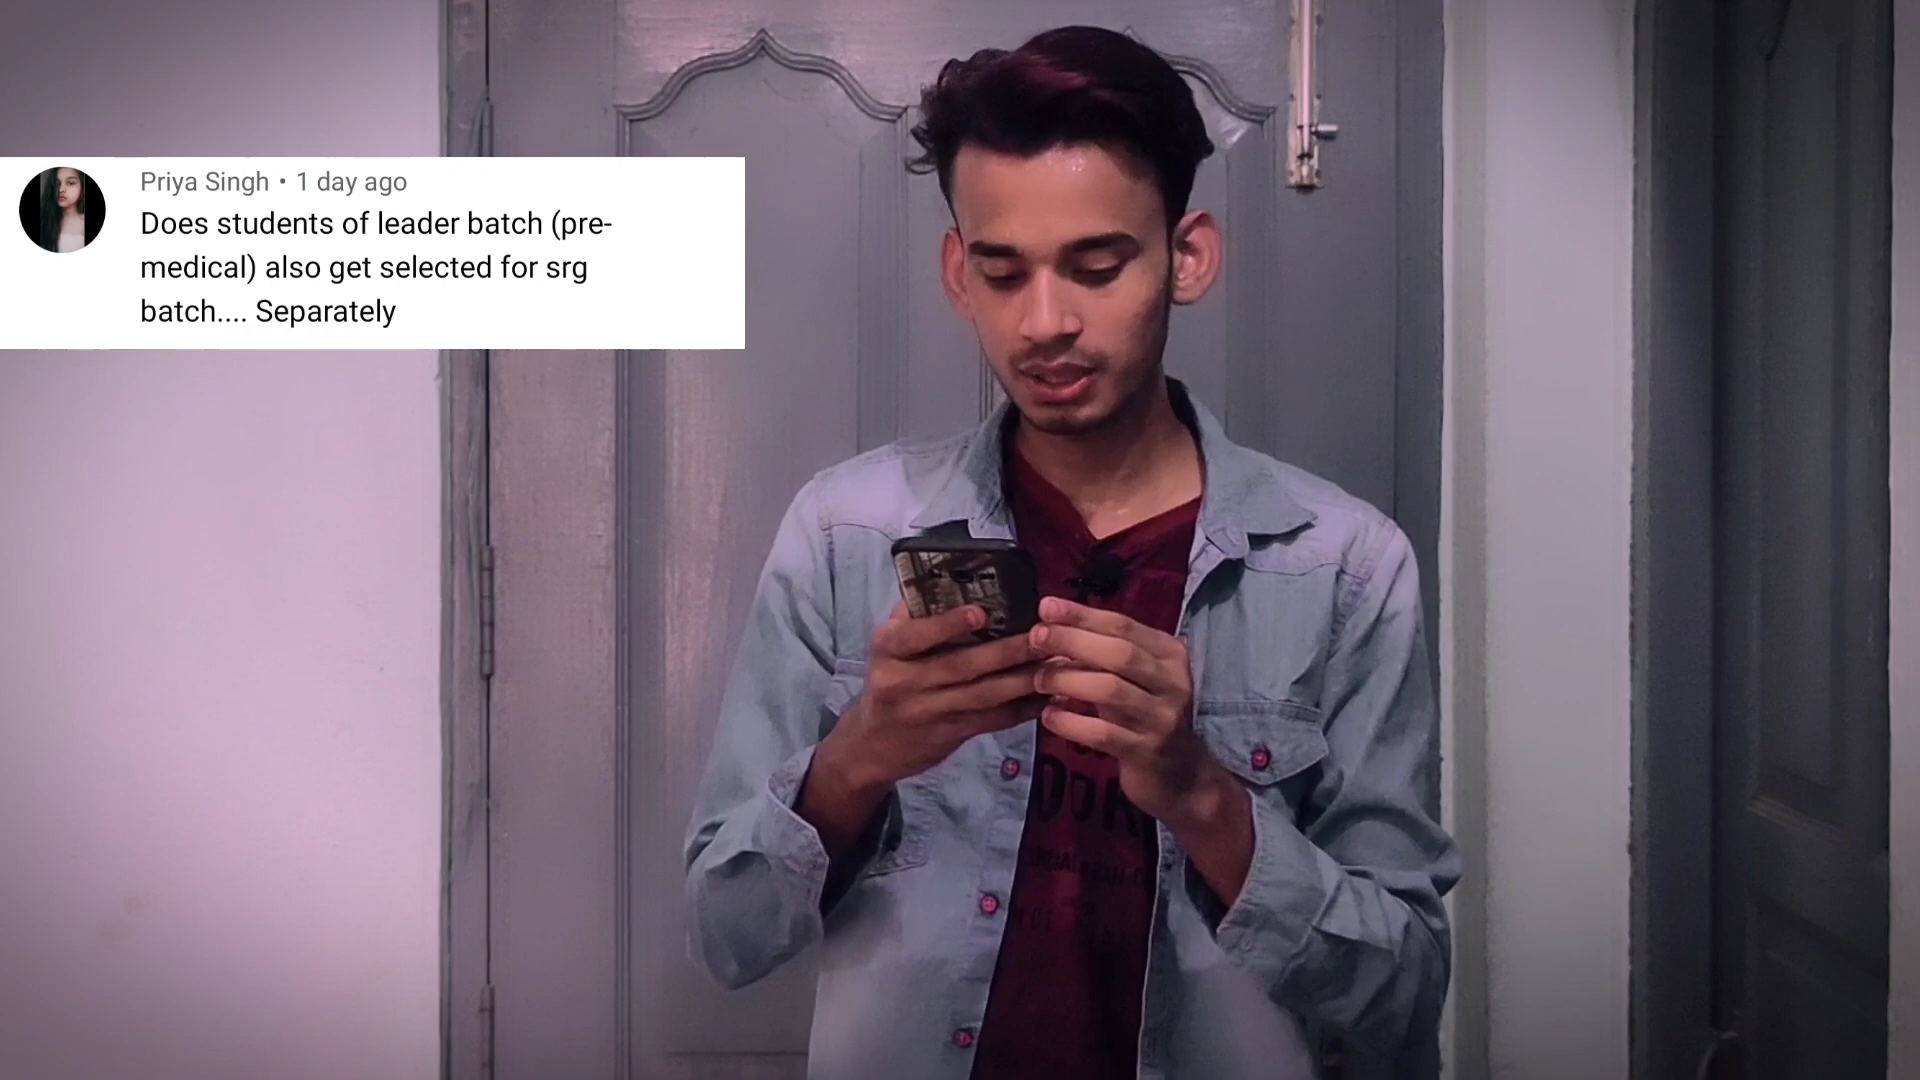 Priya Singh • 1 day ago
Does students of leader batch (pre-
medical) also get selected for srg
batch.... Separately